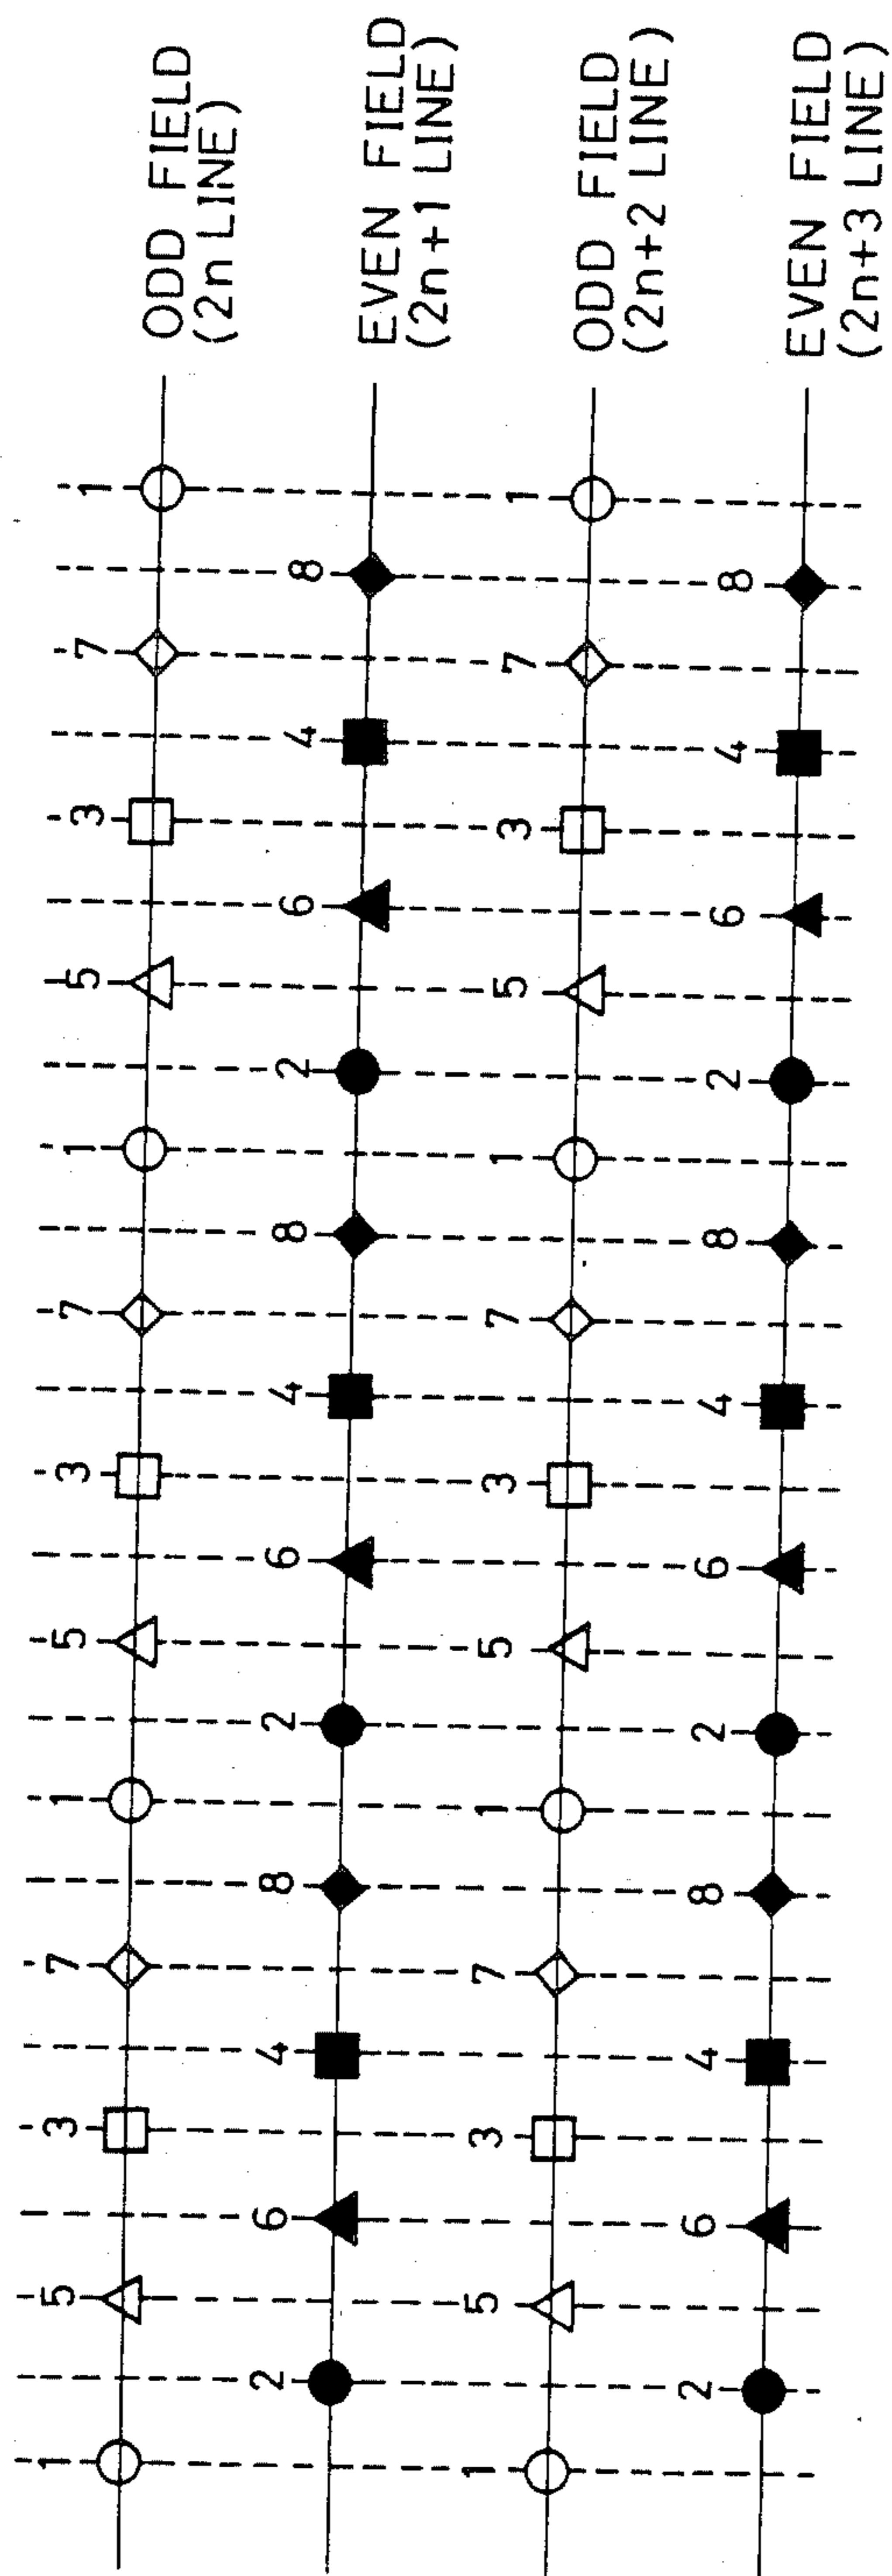 1 5 3 7 1 5 3 7 1 5 3 7 1
ODD FIELD
(2n LINE)
2 6 4 8 2 6 4 8 2 6 4 8
EVEN FIELD
(2n+1 LINE)
1 5 3 7 1 5 3 7 1 5 3 7 1
ODD FIELD
(2n+2 LINE)
2 6 4 8 2 6 4 8 2 6 4 8
EVEN FIELD
(2n+3 LINE)